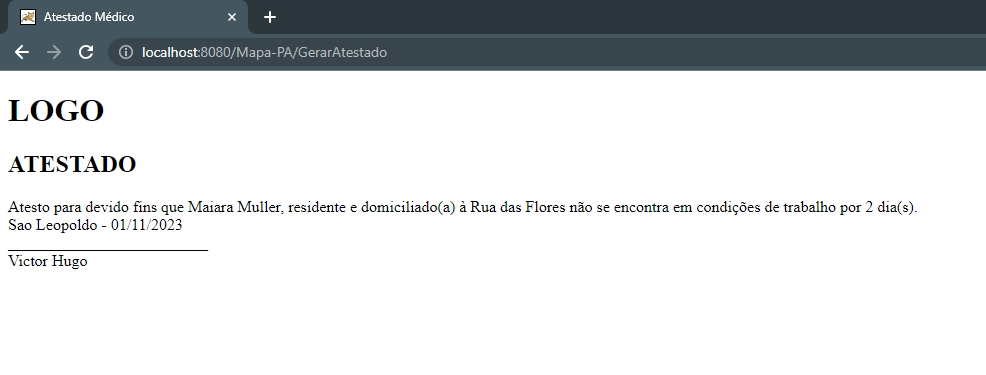 Atestado Médico
localhost:8080/Mapa-PA/GerarAtestado
LOGO
ATESTADO
Atesto para devido fins que Maiara Muller, residente e domiciliado(a) à Rua das Flores não se encontra em condições de trabalho por 2 dia(s).
Sao Leopoldo - 01/11/2023
_________________________
Victor Hugo